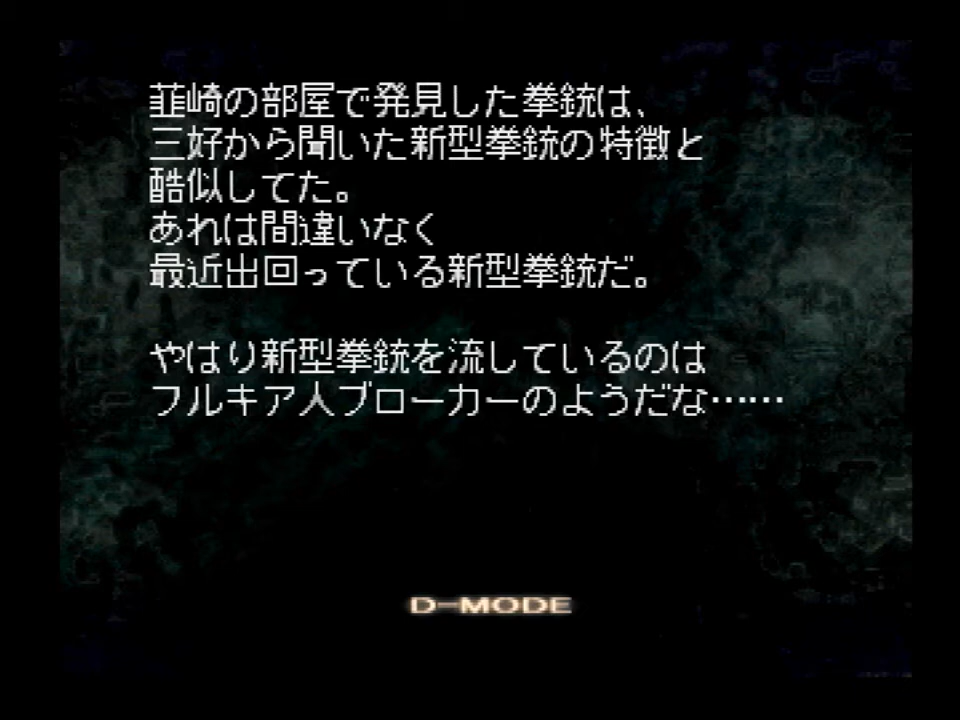 韮崎の部屋で発見した拳銃は、
三好から聞いた新型拳銃の特徴と
酷似してた。
あれは間違いなく
最近出回っている新型拳銃だ。
やはり新型拳銃を流しているのは
フルキア人ブローカーのようだな……
D-MODE